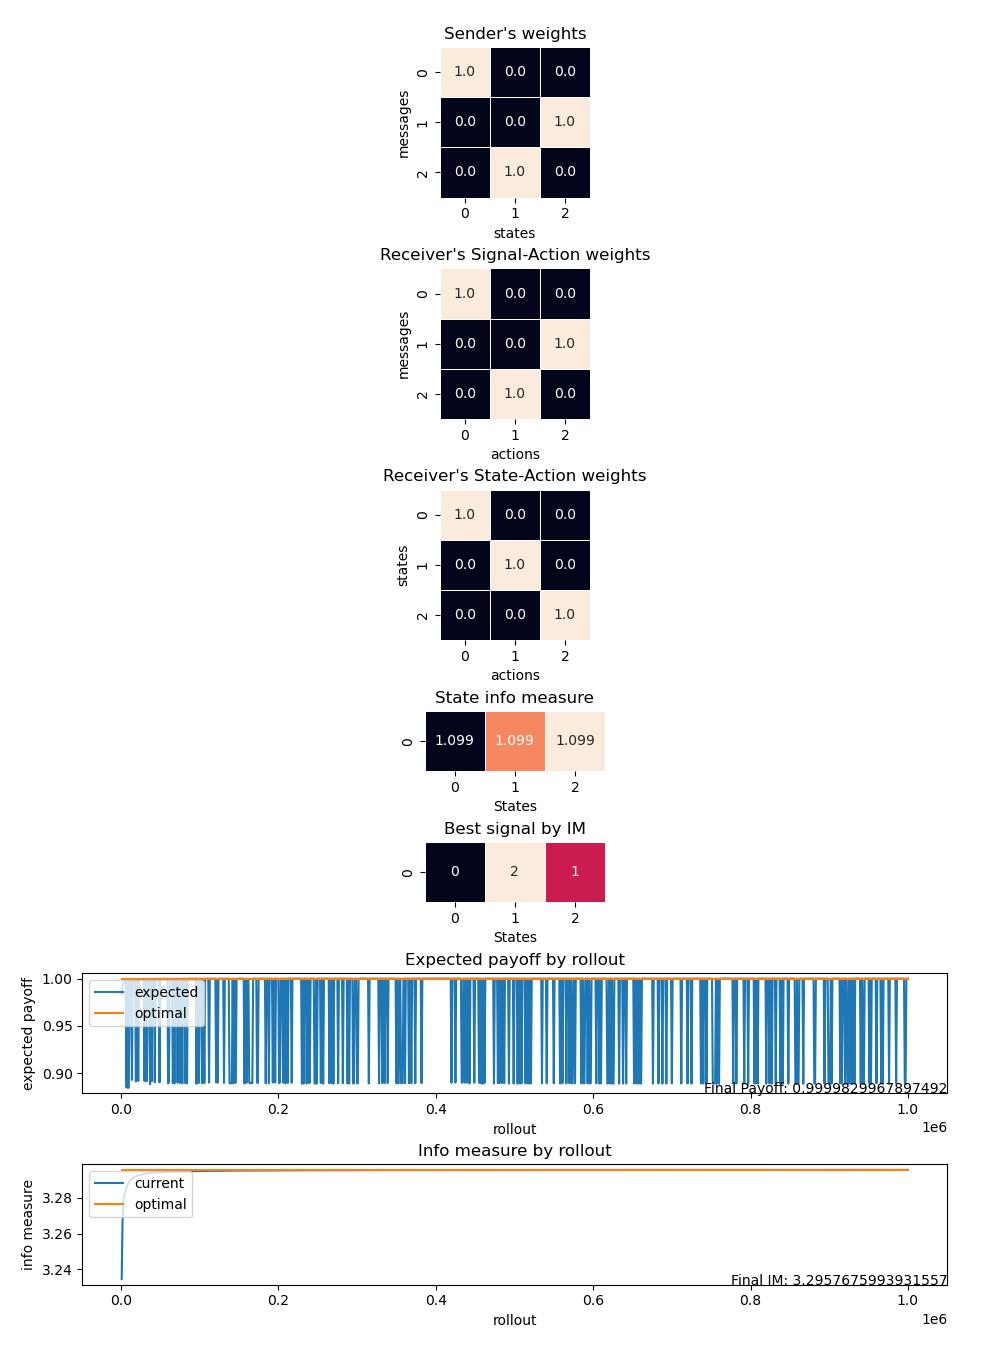 Sender's weights
messages
0 1.0 0.0 0.0
1 0.0 0.0 1.0
2 0.0 1.0 0.0
0 1 2
states
Receiver's Signal-Action weights
messages
0 1.0 0.0 0.0
1 0.0 0.0 1.0
2 0.0 1.0 0.0
0 1 2
actions
Receiver's State-Action weights
states
0 1.0 0.0 0.0
1 0.0 1.0 0.0
2 0.0 0.0 1.0
0 1 2
actions
State info measure
0 1.099 1.099 1.099
0 1 2
States
Best signal by IM
0 0 2 1
0 1 2
States
Expected payoff by rollout
expected payoff
1.00
0.95
0.90
expected
optimal
Final Payoff: 0.9999829967897492
0.0 0.2 0.4 0.6 0.8 1.0
1e6
rollout
Info measure by rollout
info measure
3.28
3.26
3.24
current
optimal
Final IM: 3.2957675993931557
0.0 0.2 0.4 0.6 0.8 1.0
1e6
rollout